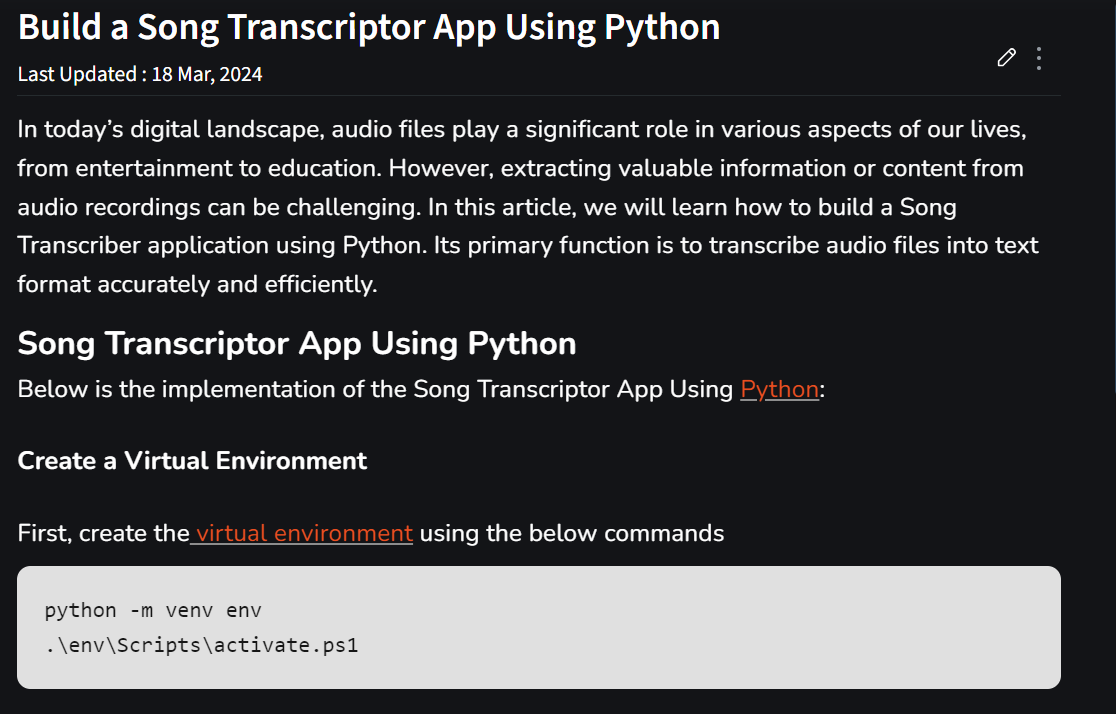 Build a Song Transcriptor App Using Python
Last Updated : 18 Mar, 2024
In today’s digital landscape, audio files play a significant role in various aspects of our lives,
from entertainment to education. However, extracting valuable information or content from
audio recordings can be challenging. In this article, we will learn how to build a Song
Transcriber application using Python. Its primary function is to transcribe audio files into text
format accurately and efficiently.
Song Transcriptor App Using Python
Below is the implementation of the Song Transcriptor App Using Python:
Create a Virtual Environment
First, create the virtual environment using the below commands
python -m venv env
.\env\Scripts\activate.ps1